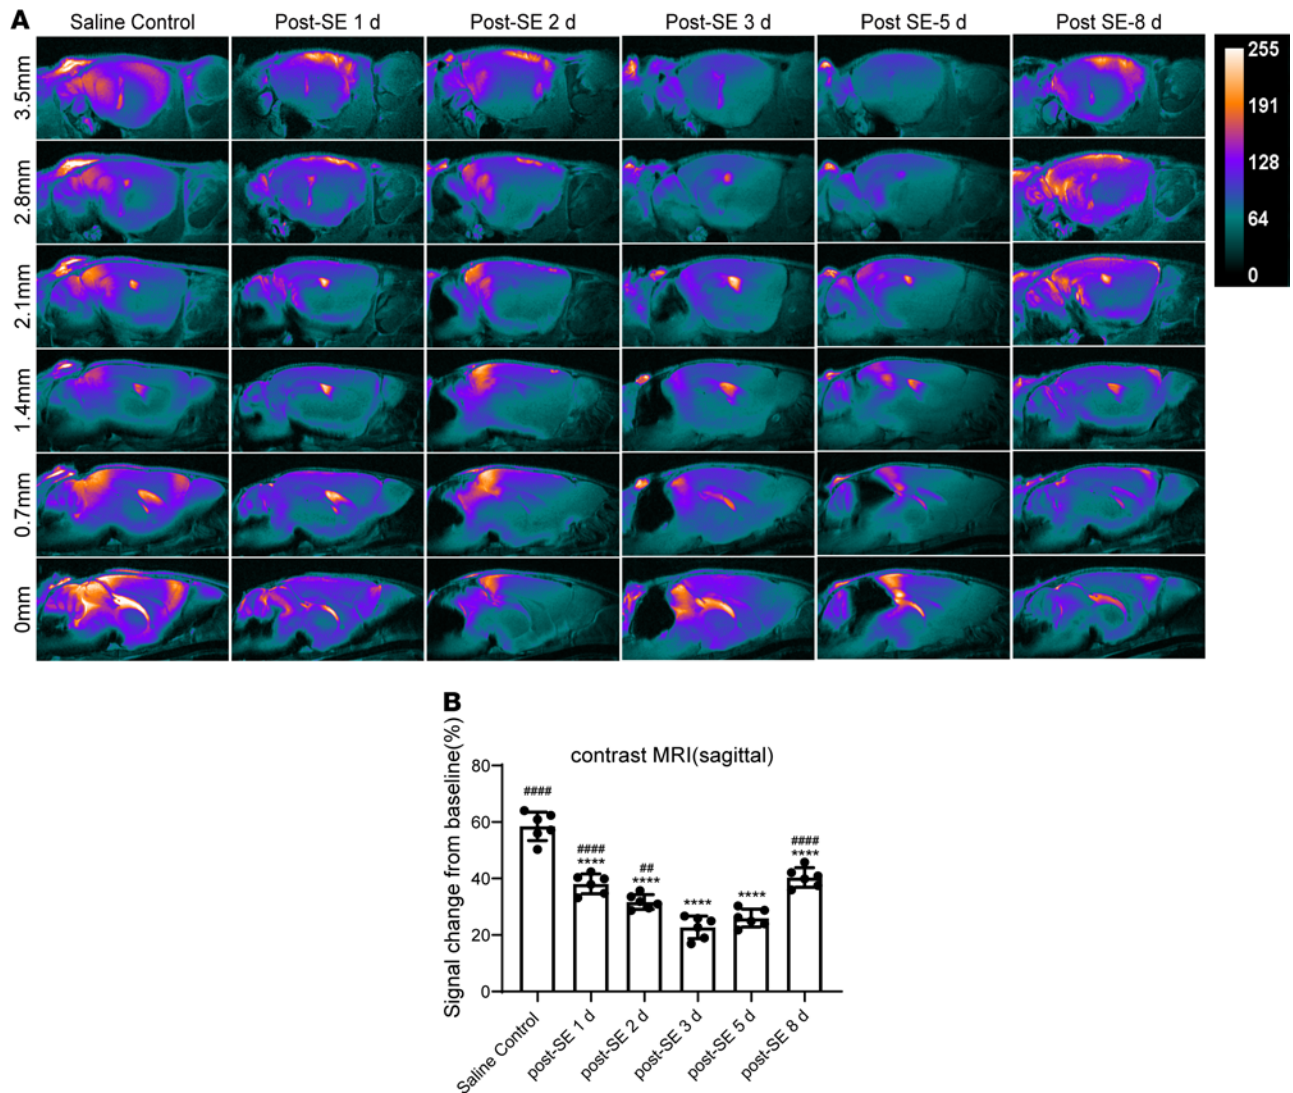 A
Saline Control Post-SE 1 d Post-SE 2 d Post-SE 3 d Post SE-5 d Post SE-8 d
3.5mm
2.8mm
2.1mm
1.4mm
0.7mm
0mm
255
191
128
64
0
B
contrast MRI(sagittal)
Signal change from baseline(%)
80
60
40
20
0
####
####
****
##
****
****
****
####
****
Saline Control
post-SE 1 d
post-SE 2 d
post-SE 3 d
post-SE 5 d
post-SE 8 d